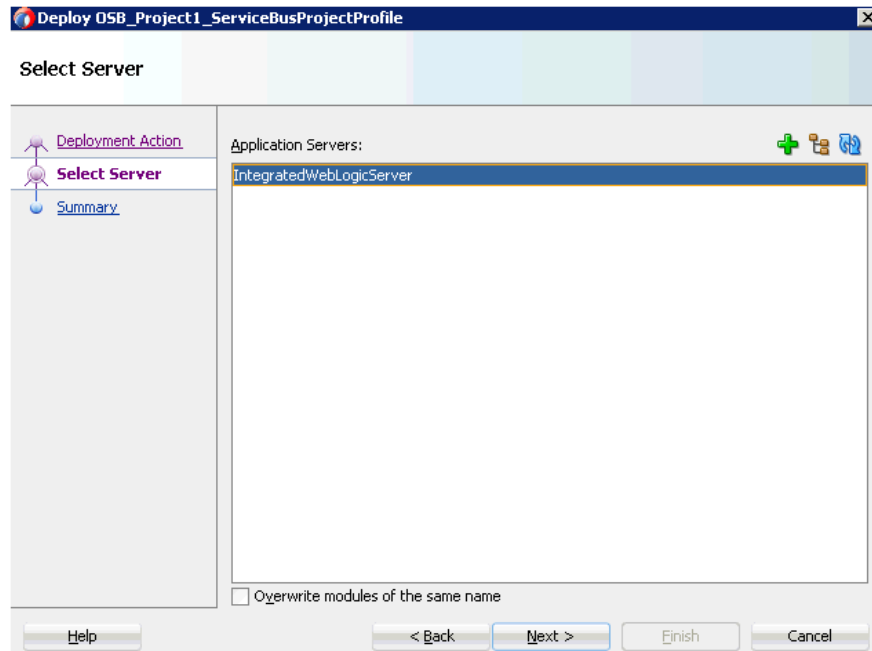 Deploy OSB_Project1_ServiceBusProjectProfile
Select Server
Deployment Action
Select Server
Summary
Application Servers:
IntegratedWebLogicServer
Overwrite modules of the same name
Help
< Back
Next >
Finish
Cancel